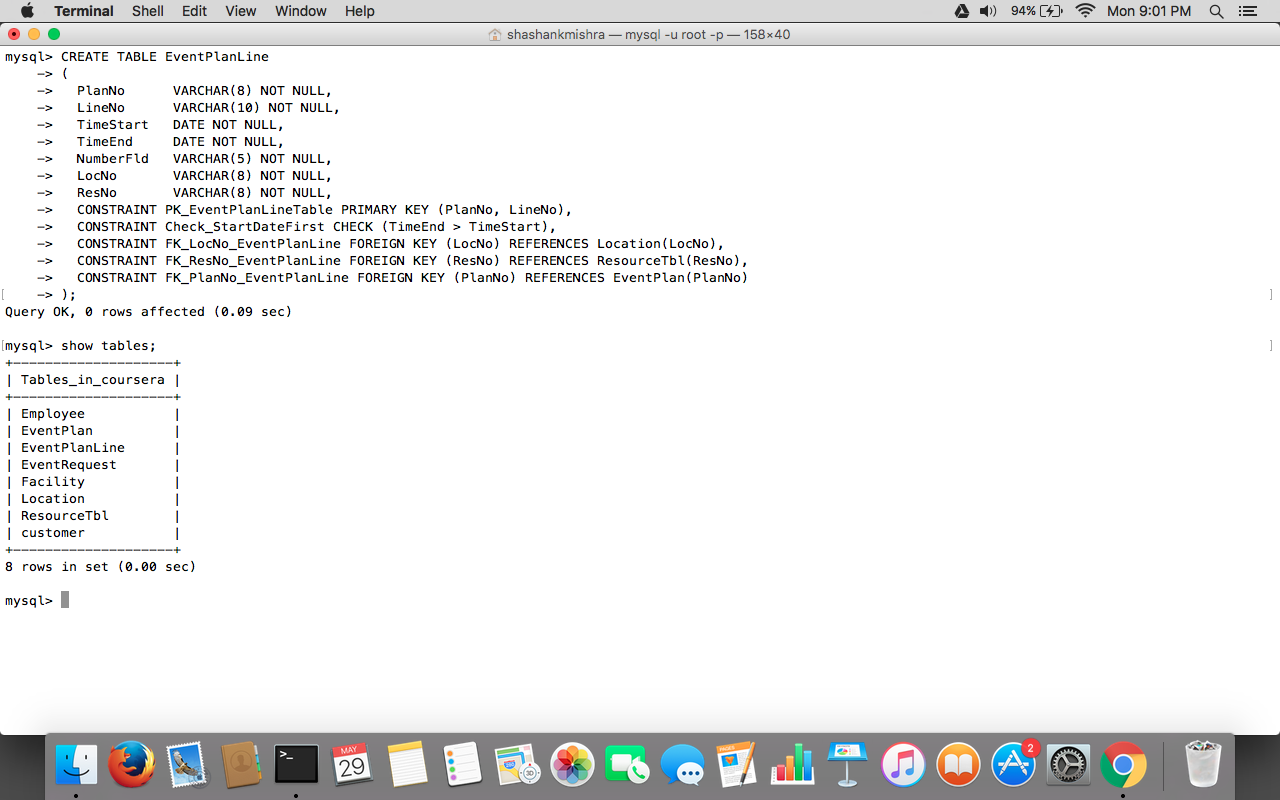 Terminal Shell Edit View Window Help 94% Mon 9:01 PM
shashankmishra — mysql -u root -p — 158×40
mysql> CREATE TABLE EventPlanLine
    -> (
    ->   PlanNo      VARCHAR(8) NOT NULL,
    ->   LineNo      VARCHAR(10) NOT NULL,
    ->   TimeStart   DATE NOT NULL,
    ->   TimeEnd     DATE NOT NULL,
    ->   NumberFld   VARCHAR(5) NOT NULL,
    ->   LocNo       VARCHAR(8) NOT NULL,
    ->   ResNo       VARCHAR(8) NOT NULL,
    ->   CONSTRAINT PK_EventPlanLineTable PRIMARY KEY (PlanNo, LineNo),
    ->   CONSTRAINT Check_StartDateFirst CHECK (TimeEnd > TimeStart),
    ->   CONSTRAINT FK_LocNo_EventPlanLine FOREIGN KEY (LocNo) REFERENCES Location(LocNo),
    ->   CONSTRAINT FK_ResNo_EventPlanLine FOREIGN KEY (ResNo) REFERENCES ResourceTbl(ResNo),
    ->   CONSTRAINT FK_PlanNo_EventPlanLine FOREIGN KEY (PlanNo) REFERENCES EventPlan(PlanNo)
[    -> ); ]
Query OK, 0 rows affected (0.09 sec)
[mysql> show tables; ]
+--------------------+
| Tables_in_coursera |
+--------------------+
| Employee           |
| EventPlan          |
| EventPlanLine      |
| EventRequest       |
| Facility           |
| Location           |
| ResourceTbl        |
| customer           |
+--------------------+
8 rows in set (0.00 sec)
mysql>
>_ MAY 29 PAGES 2